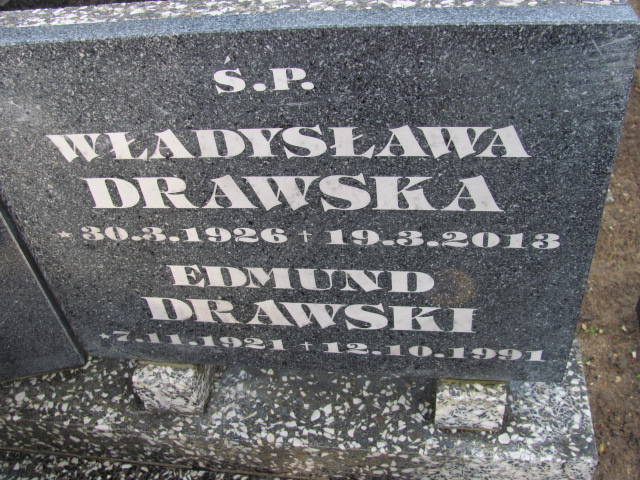 Ś.P.
WŁADYSŁAWA
DRAWSKA
* 30.3.1926 † 19.3.2013
EDMUND
DRAWSKI
* 7.11.1921 † 12.10.1991